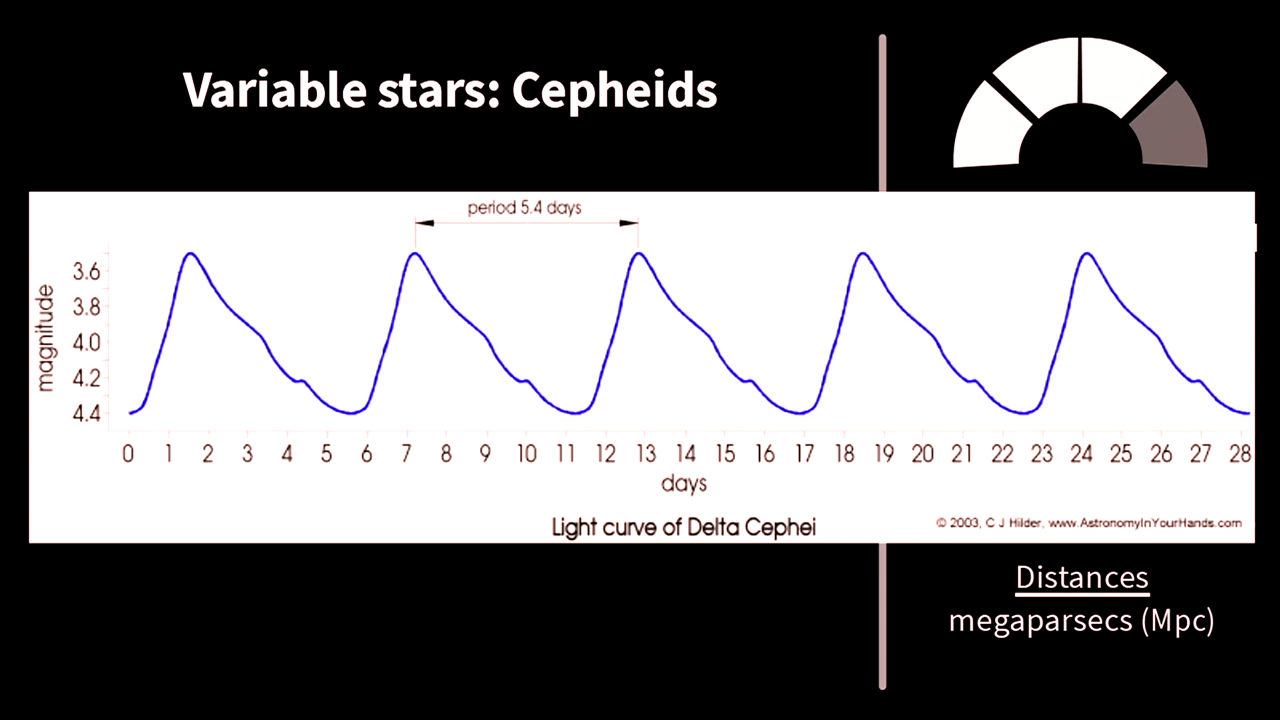 Variable stars: Cepheids
period 5.4 days
magnitude
3.6
3.8
4.0
4.2
4.4
0 1 2 3 4 5 6 7 8 9 10 11 12 13 14 15 16 17 18 19 20 21 22 23 24 25 26 27 28
days
Light curve of Delta Cephei
© 2003, C J Hilder, www.AstronomyInYourHands.com
Distances
megaparsecs (Mpc)